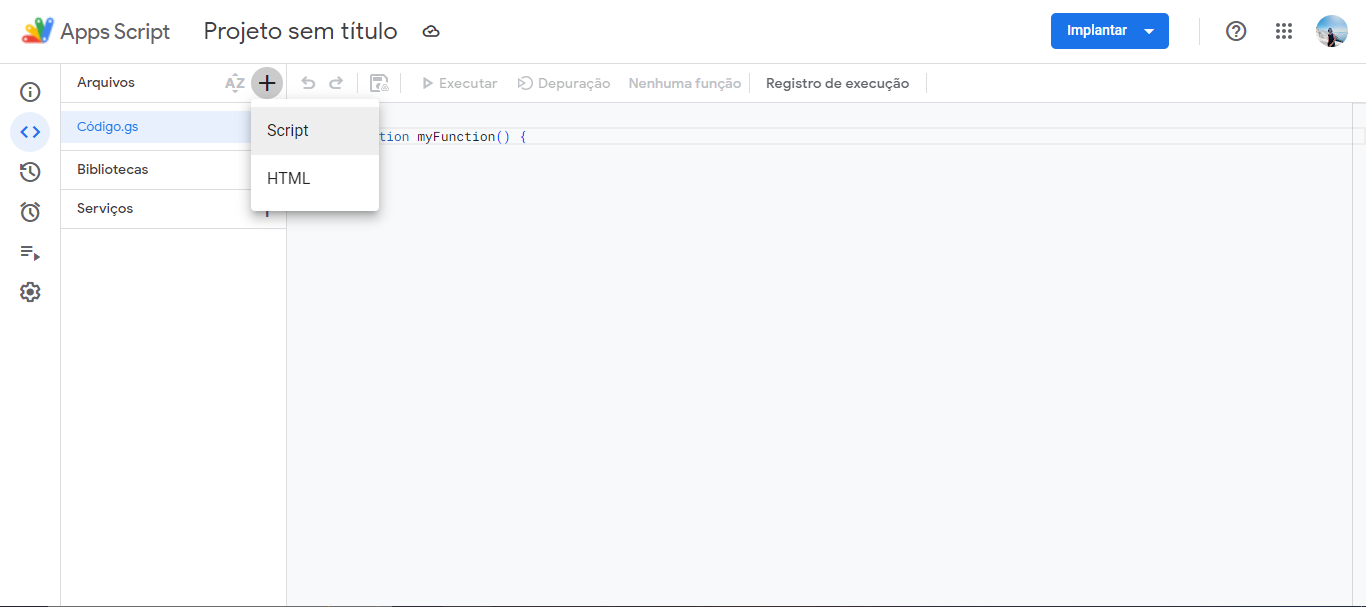 Apps Script Projeto sem título Implantar
Arquivos AZ Executar Depuração Nenhuma função Registro de execução
Código.gs
Script
tion myFunction() {
Bibliotecas
HTML
Serviços